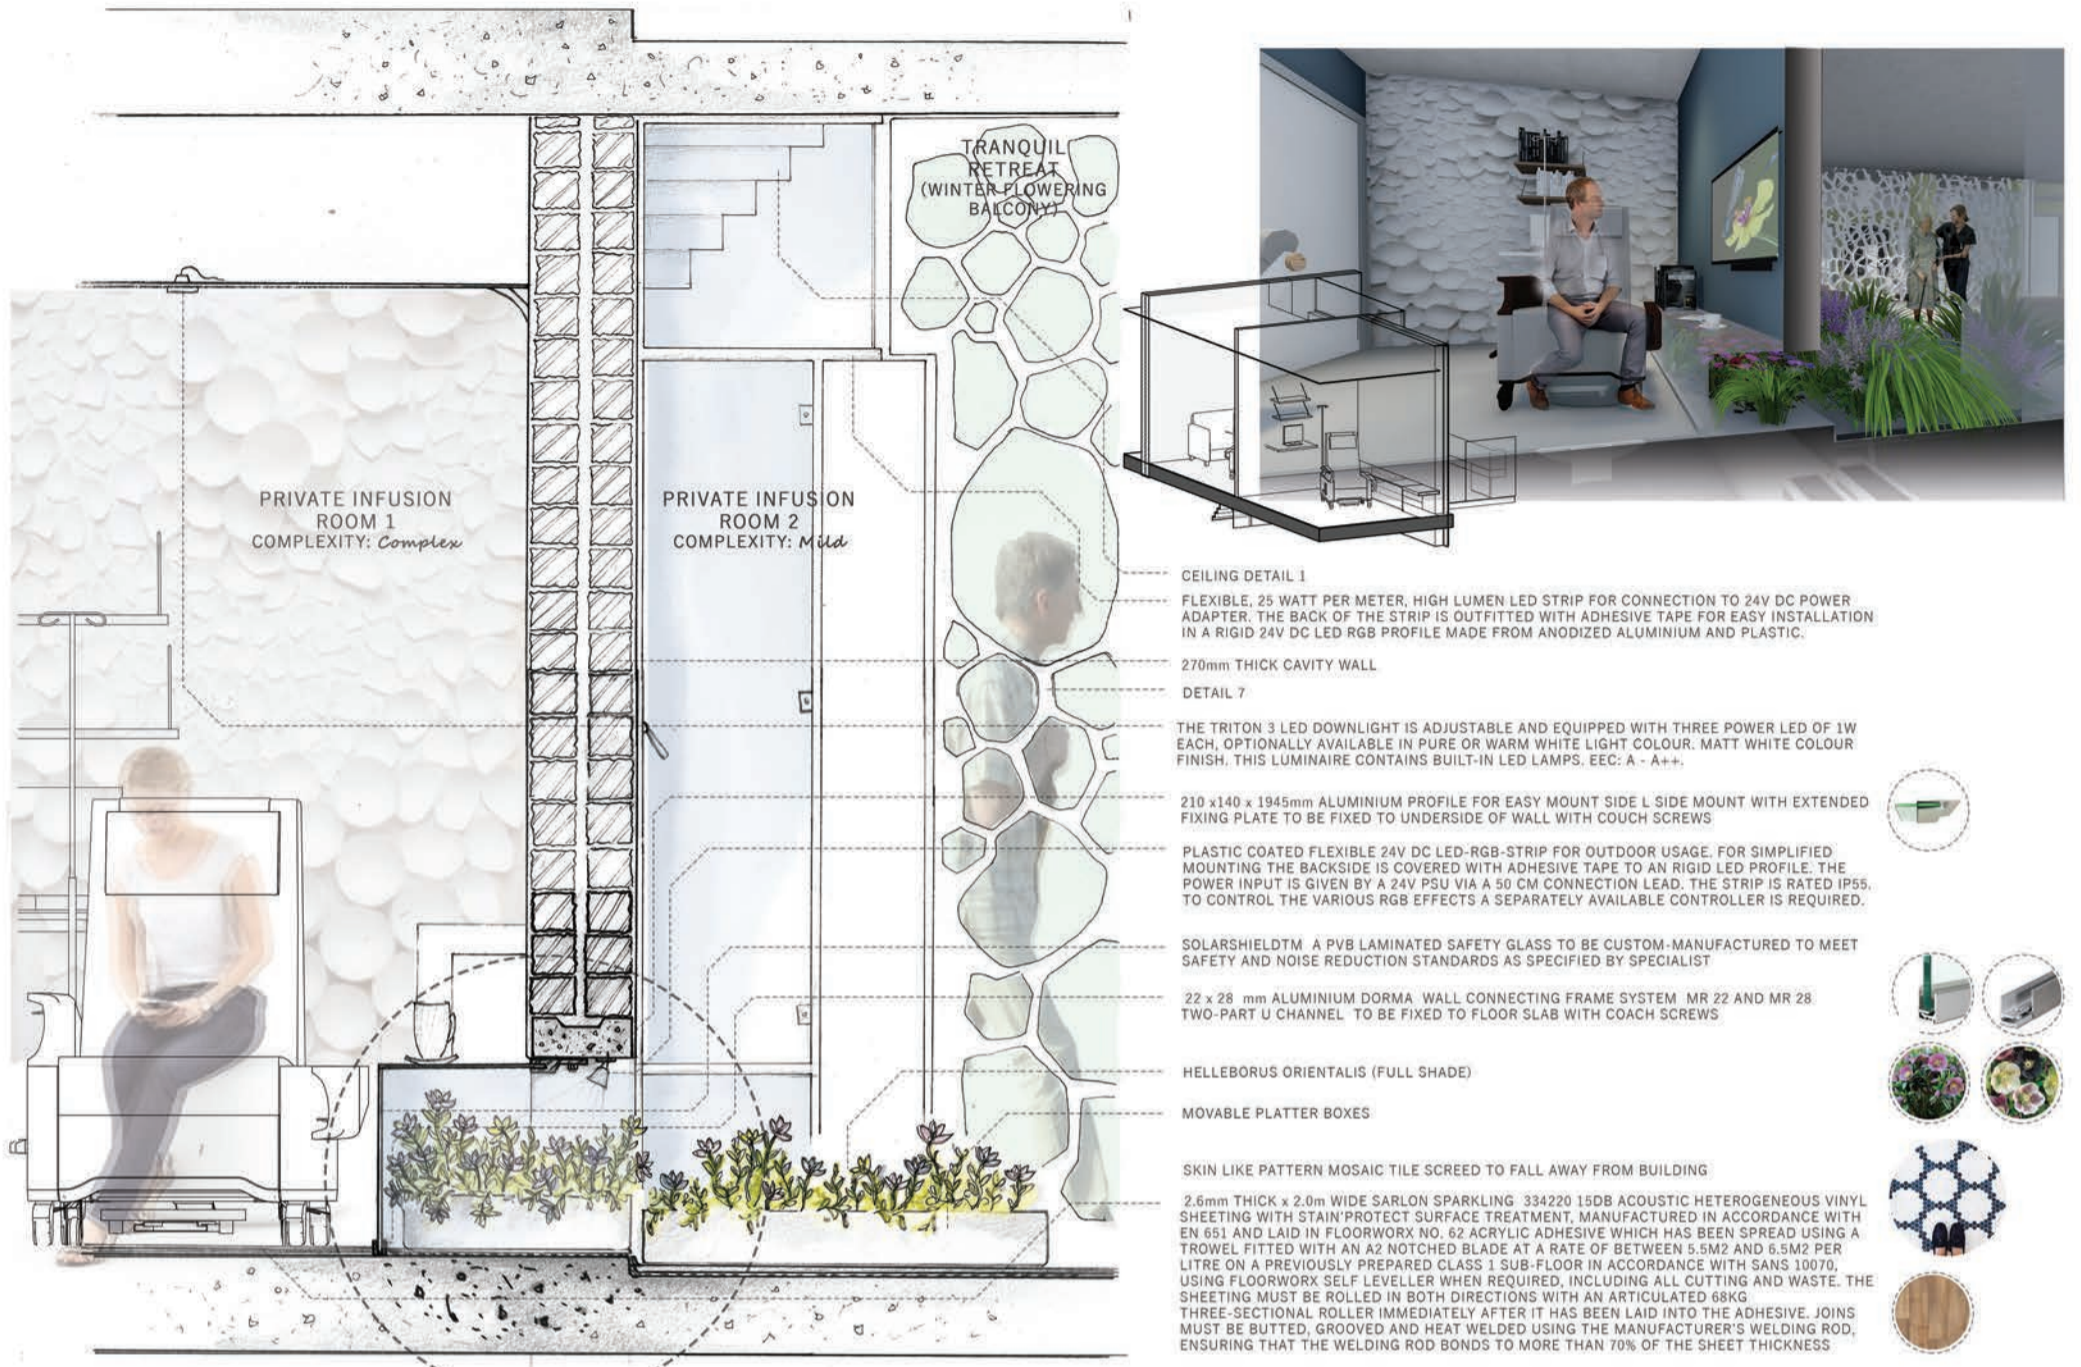 TRANQUIL
RETREAT
(WINTER FLOWERING
BALCONY)
PRIVATE INFUSION
ROOM 1
COMPLEXITY: Complex
PRIVATE INFUSION
ROOM 2
COMPLEXITY: Mild
CEILING DETAIL 1
FLEXIBLE, 25 WATT PER METER, HIGH LUMEN LED STRIP FOR CONNECTION TO 24V DC POWER
ADAPTER. THE BACK OF THE STRIP IS OUTFITTED WITH ADHESIVE TAPE FOR EASY INSTALLATION
IN A RIGID 24V DC LED RGB PROFILE MADE FROM ANODIZED ALUMINIUM AND PLASTIC.
270mm THICK CAVITY WALL
DETAIL 7
THE TRITON 3 LED DOWNLIGHT IS ADJUSTABLE AND EQUIPPED WITH THREE POWER LED OF 1W
EACH, OPTIONALLY AVAILABLE IN PURE OR WARM WHITE LIGHT COLOUR. MATT WHITE COLOUR
FINISH. THIS LUMINAIRE CONTAINS BUILT-IN LED LAMPS. EEC: A - A++.
210 x140 x 1945mm ALUMINIUM PROFILE FOR EASY MOUNT SIDE L SIDE MOUNT WITH EXTENDED
FIXING PLATE TO BE FIXED TO UNDERSIDE OF WALL WITH COUCH SCREWS
PLASTIC COATED FLEXIBLE 24V DC LED-RGB-STRIP FOR OUTDOOR USAGE. FOR SIMPLIFIED
MOUNTING THE BACKSIDE IS COVERED WITH ADHESIVE TAPE TO AN RIGID LED PROFILE. THE
POWER INPUT IS GIVEN BY A 24V PSU VIA A 50 CM CONNECTION LEAD. THE STRIP IS RATED IP55.
TO CONTROL THE VARIOUS RGB EFFECTS A SEPARATELY AVAILABLE CONTROLLER IS REQUIRED.
SOLARSHIELDTM A PVB LAMINATED SAFETY GLASS TO BE CUSTOM-MANUFACTURED TO MEET
SAFETY AND NOISE REDUCTION STANDARDS AS SPECIFIED BY SPECIALIST
22 x 28 mm ALUMINIUM DORMA WALL CONNECTING FRAME SYSTEM MR 22 AND MR 28
TWO-PART U CHANNEL TO BE FIXED TO FLOOR SLAB WITH COACH SCREWS
HELLEBORUS ORIENTALIS (FULL SHADE)
MOVABLE PLATTER BOXES
SKIN LIKE PATTERN MOSAIC TILE SCREED TO FALL AWAY FROM BUILDING
2.6mm THICK x 2.0m WIDE SARLON SPARKLING 334220 15DB ACOUSTIC HETEROGENEOUS VINYL
SHEETING WITH STAIN'PROTECT SURFACE TREATMENT, MANUFACTURED IN ACCORDANCE WITH
EN 651 AND LAID IN FLOORWORX NO. 62 ACRYLIC ADHESIVE WHICH HAS BEEN SPREAD USING A
TROWEL FITTED WITH AN A2 NOTCHED BLADE AT A RATE OF BETWEEN 5.5M2 AND 6.5M2 PER
LITRE ON A PREVIOUSLY PREPARED CLASS 1 SUB-FLOOR IN ACCORDANCE WITH SANS 10070,
USING FLOORWORX SELF LEVELLER WHEN REQUIRED, INCLUDING ALL CUTTING AND WASTE. THE
SHEETING MUST BE ROLLED IN BOTH DIRECTIONS WITH AN ARTICULATED 68KG
THREE-SECTIONAL ROLLER IMMEDIATELY AFTER IT HAS BEEN LAID INTO THE ADHESIVE. JOINS
MUST BE BUTTED, GROOVED AND HEAT WELDED USING THE MANUFACTURER'S WELDING ROD,
ENSURING THAT THE WELDING ROD BONDS TO MORE THAN 70% OF THE SHEET THICKNESS